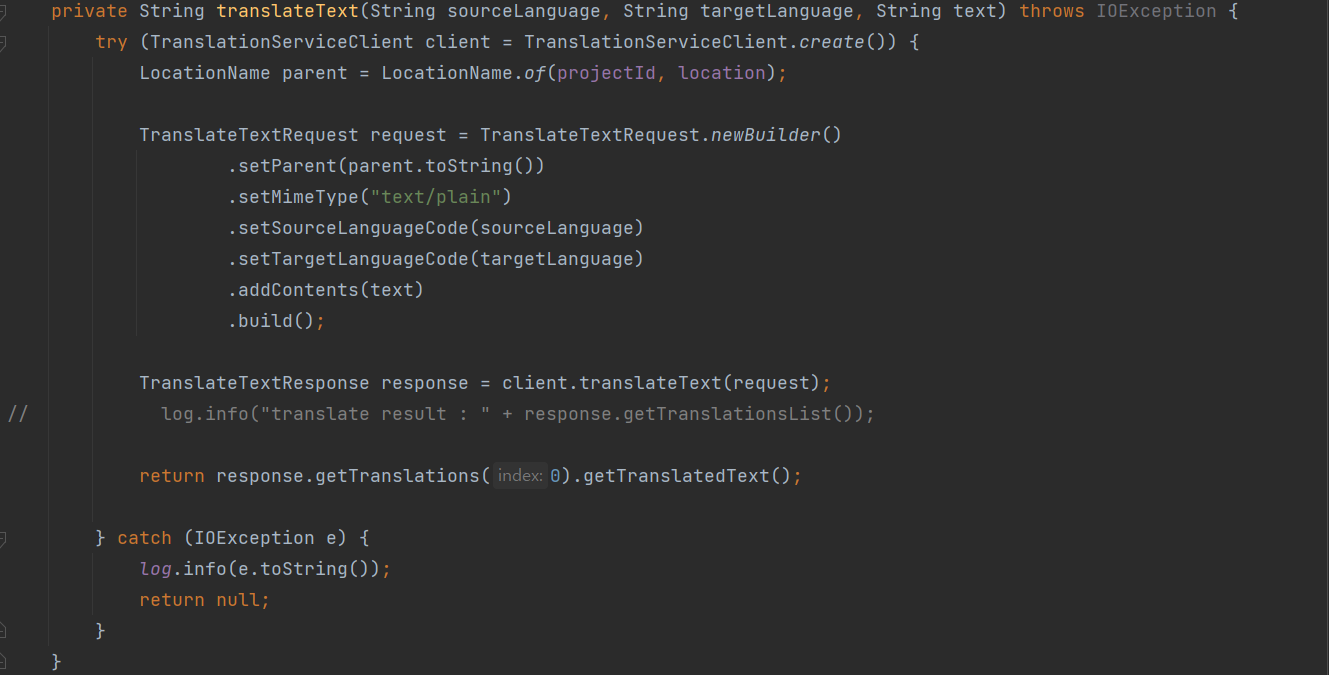 private String translateText(String sourceLanguage, String targetLanguage, String text) throws IOException {
try (TranslationServiceClient client = TranslationServiceClient.create()) {
LocationName parent = LocationName.of(projectId, location);
TranslateTextRequest request = TranslateTextRequest.newBuilder()
.setParent(parent.toString())
.setMimeType("text/plain")
.setSourceLanguageCode(sourceLanguage)
.setTargetLanguageCode(targetLanguage)
.addContents(text)
.build();
TranslateTextResponse response = client.translateText(request);
// log.info("translate result : " + response.getTranslationsList());
return response.getTranslations( index: 0).getTranslatedText();
} catch (IOException e) {
log.info(e.toString());
return null;
}
}